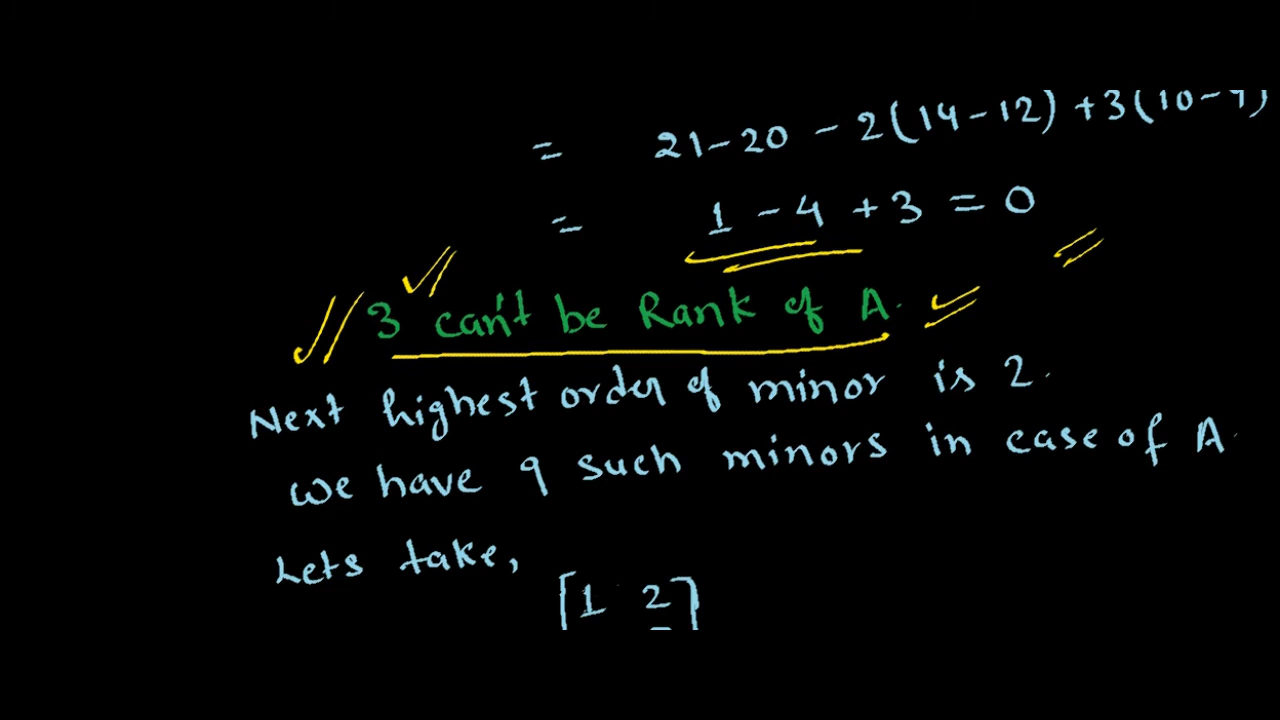 = 21-20 - 2(14-12) +3(10-9)
= 1 - 4 + 3 = 0
3 can't be Rank of A.
Next highest order of minor is 2.
we have 9 such minors in case of A.
Lets take,
[1 2]